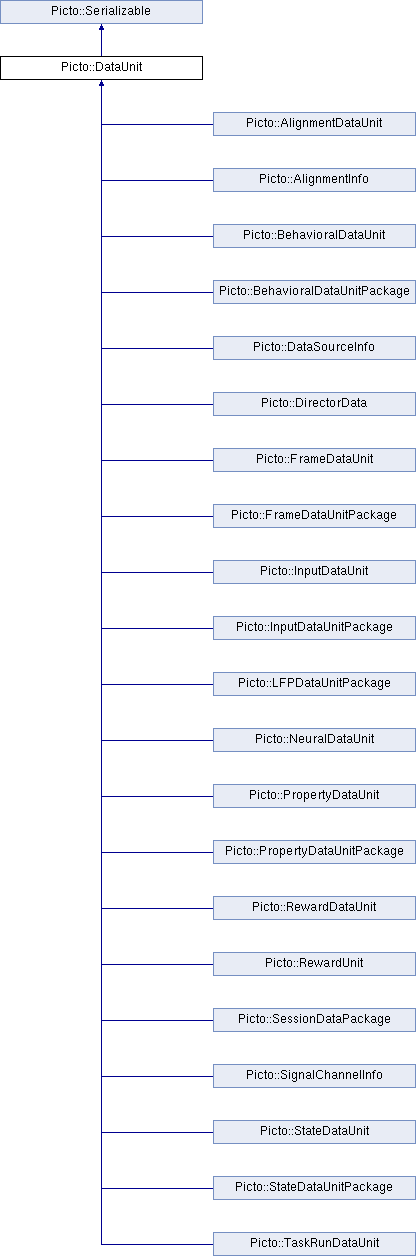 Picto::Serializable
Picto::DataUnit
Picto::AlignmentDataUnit
Picto::AlignmentInfo
Picto::BehavioralDataUnit
Picto::BehavioralDataUnitPackage
Picto::DataSourceInfo
Picto::DirectorData
Picto::FrameDataUnit
Picto::FrameDataUnitPackage
Picto::InputDataUnit
Picto::InputDataUnitPackage
Picto::LFPDataUnitPackage
Picto::NeuralDataUnit
Picto::PropertyDataUnit
Picto::PropertyDataUnitPackage
Picto::RewardDataUnit
Picto::RewardUnit
Picto::SessionDataPackage
Picto::SignalChannelInfo
Picto::StateDataUnit
Picto::StateDataUnitPackage
Picto::TaskRunDataUnit